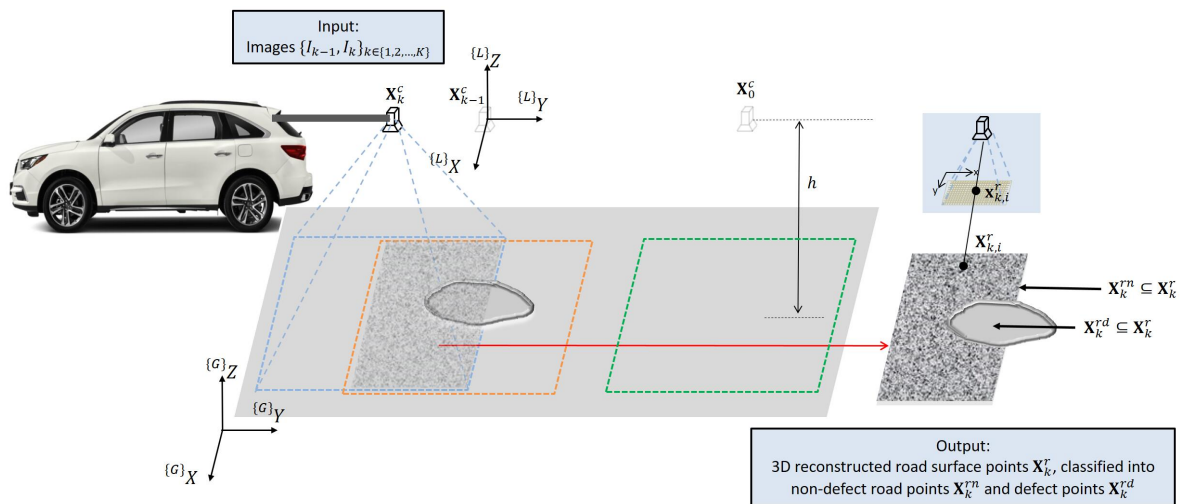 Input:
Images {I_{k−1}, I_k}_{k∈{1,2,…,K}}
X_k^c
X_{k−1}^c
{L}Z
{L}Y
{L}X
X_0^c
h
x
y
x_{k,i}^r
X_{k,i}^r
X_k^{rn} ⊆ X_k^r
X_k^{rd} ⊆ X_k^r
{G}Z
{G}Y
{G}X
Output:
3D reconstructed road surface points X_k^r, classified into
non-defect road points X_k^{rn} and defect points X_k^{rd}